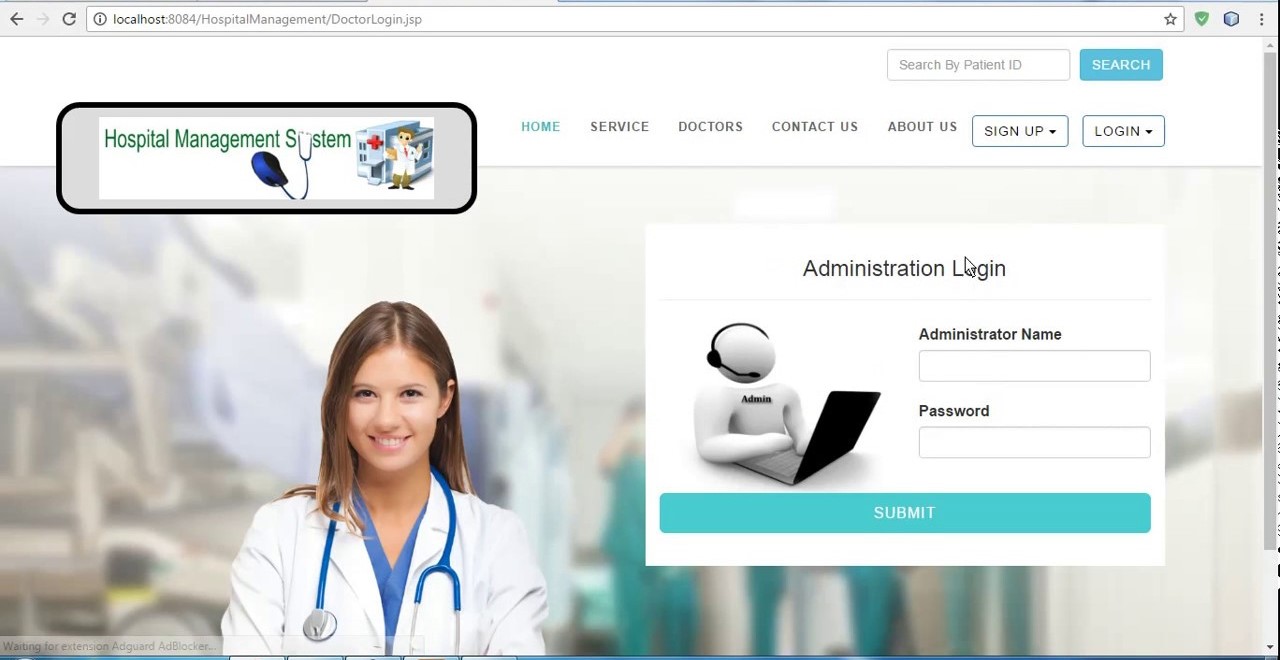 localhost:8084/HospitalManagement/DoctorLogin.jsp
Search By Patient ID
SEARCH
Hospital Management System
HOME
SERVICE
DOCTORS
CONTACT US
ABOUT US
SIGN UP
LOGIN
Administration Login
Administrator Name
Admin
Password
SUBMIT
Waiting for extension Adguard AdBlocker...